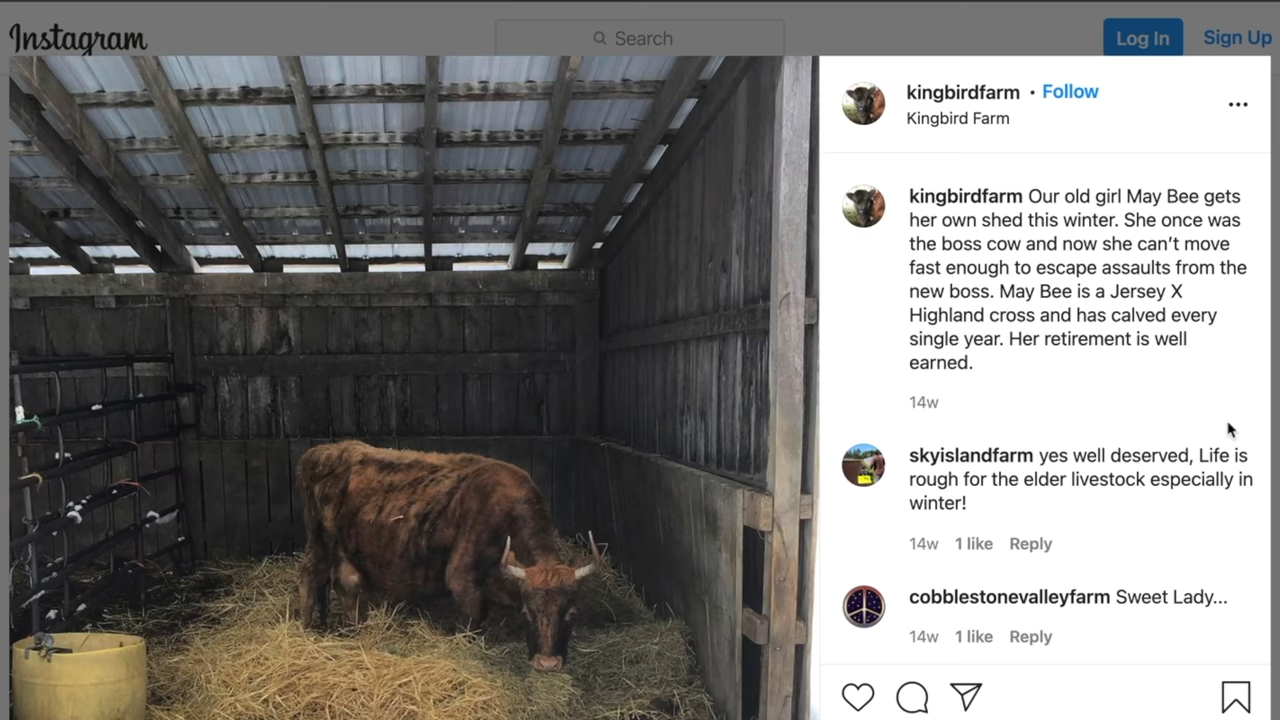 Instagram
Search
Log In
Sign Up
kingbirdfarm • Follow
Kingbird Farm
kingbirdfarm Our old girl May Bee gets
her own shed this winter. She once was
the boss cow and now she can’t move
fast enough to escape assaults from the
new boss. May Bee is a Jersey X
Highland cross and has calved every
single year. Her retirement is well
earned.
14w
skyislandfarm yes well deserved, Life is
rough for the elder livestock especially in
winter!
14w 1 like Reply
cobblestonevalleyfarm Sweet Lady...
14w 1 like Reply